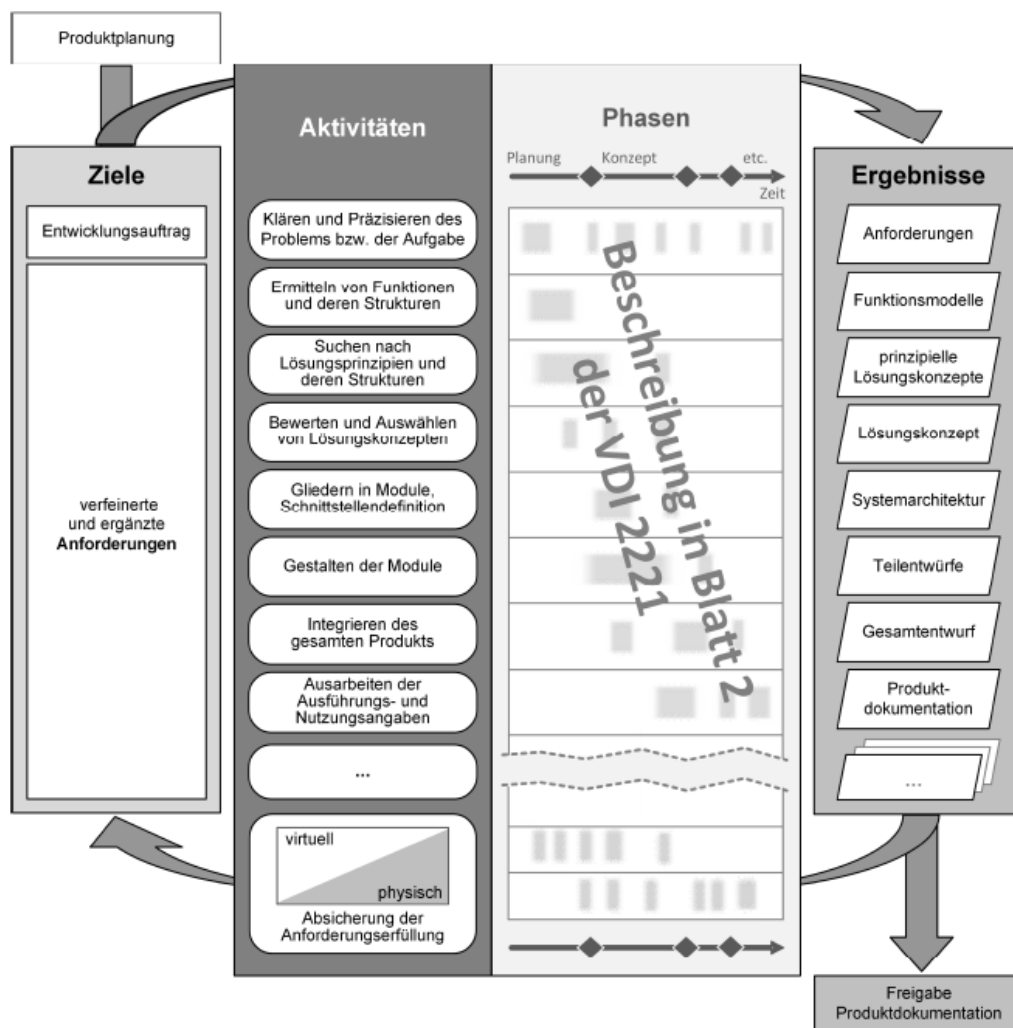 Produktplanung
Ziele
Entwicklungsauftrag
verfeinerte
und ergänzte
Anforderungen
Aktivitäten
Klären und Präzisieren des
Problems bzw. der Aufgabe
Ermitteln von Funktionen
und deren Strukturen
Suchen nach
Lösungsprinzipien und
deren Strukturen
Bewerten und Auswählen
von Lösungskonzepten
Gliedern in Module,
Schnittstellendefinition
Gestalten der Module
Integrieren des
gesamten Produkts
Ausarbeiten der
Ausführungs- und
Nutzungsangaben
...
virtuell
physisch
Absicherung der
Anforderungserfüllung
Phasen
Planung
Konzept
etc.
Zeit
Beschreibung in Blatt 2
der VDI 2221
Ergebnisse
Anforderungen
Funktionsmodelle
prinzipielle
Lösungskonzepte
Lösungskonzept
Systemarchitektur
Teilentwürfe
Gesamtentwurf
Produkt-
dokumentation
...
Freigabe
Produktdokumentation